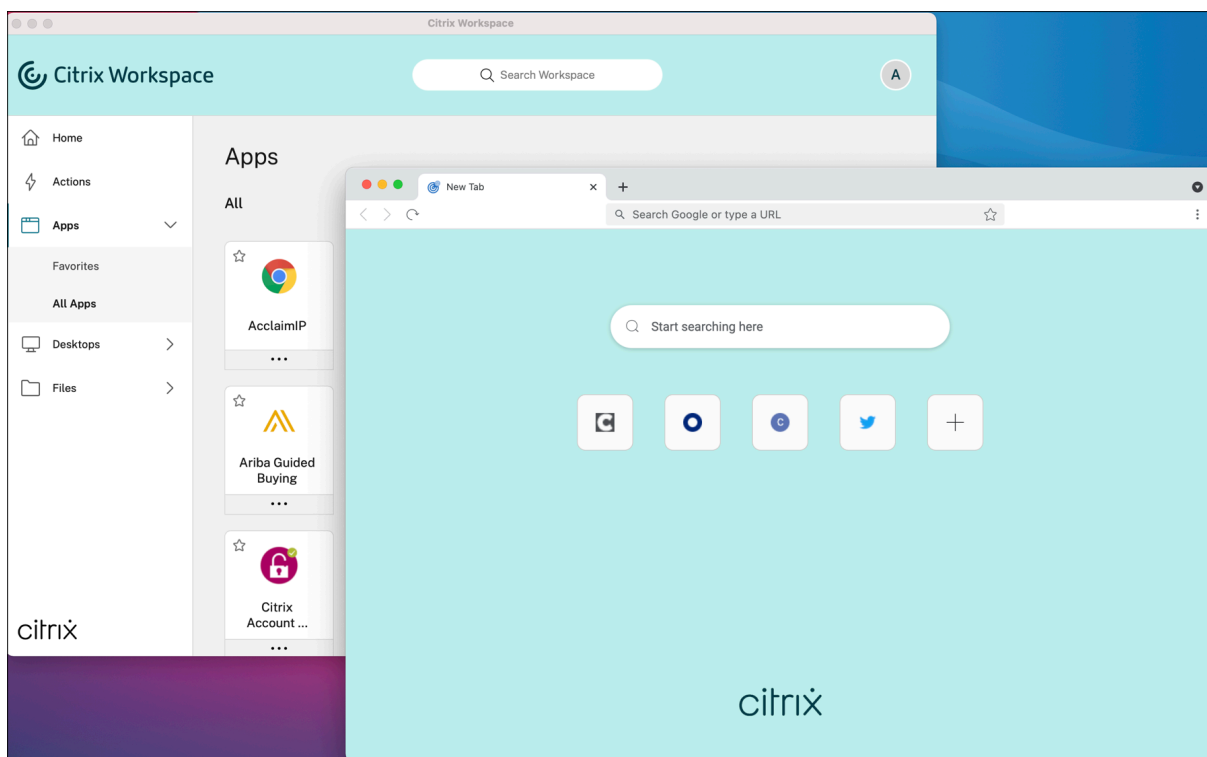 Citrix Workspace
Citrix Workspace
Search Workspace
A
Home
Actions
Apps
Favorites
All Apps
Desktops
Files
citrix
Apps
All
AcclaimIP
Ariba Guided
Buying
Citrix
Account ...
New Tab
Search Google or type a URL
Start searching here
C
C
citrix